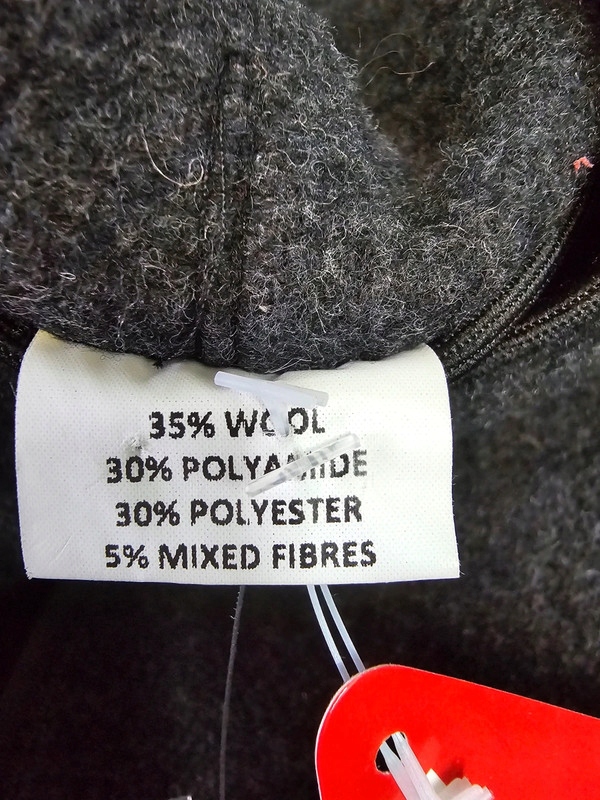 35% WOOL
30% POLYAMIDE
30% POLYESTER
5% MIXED FIBRES